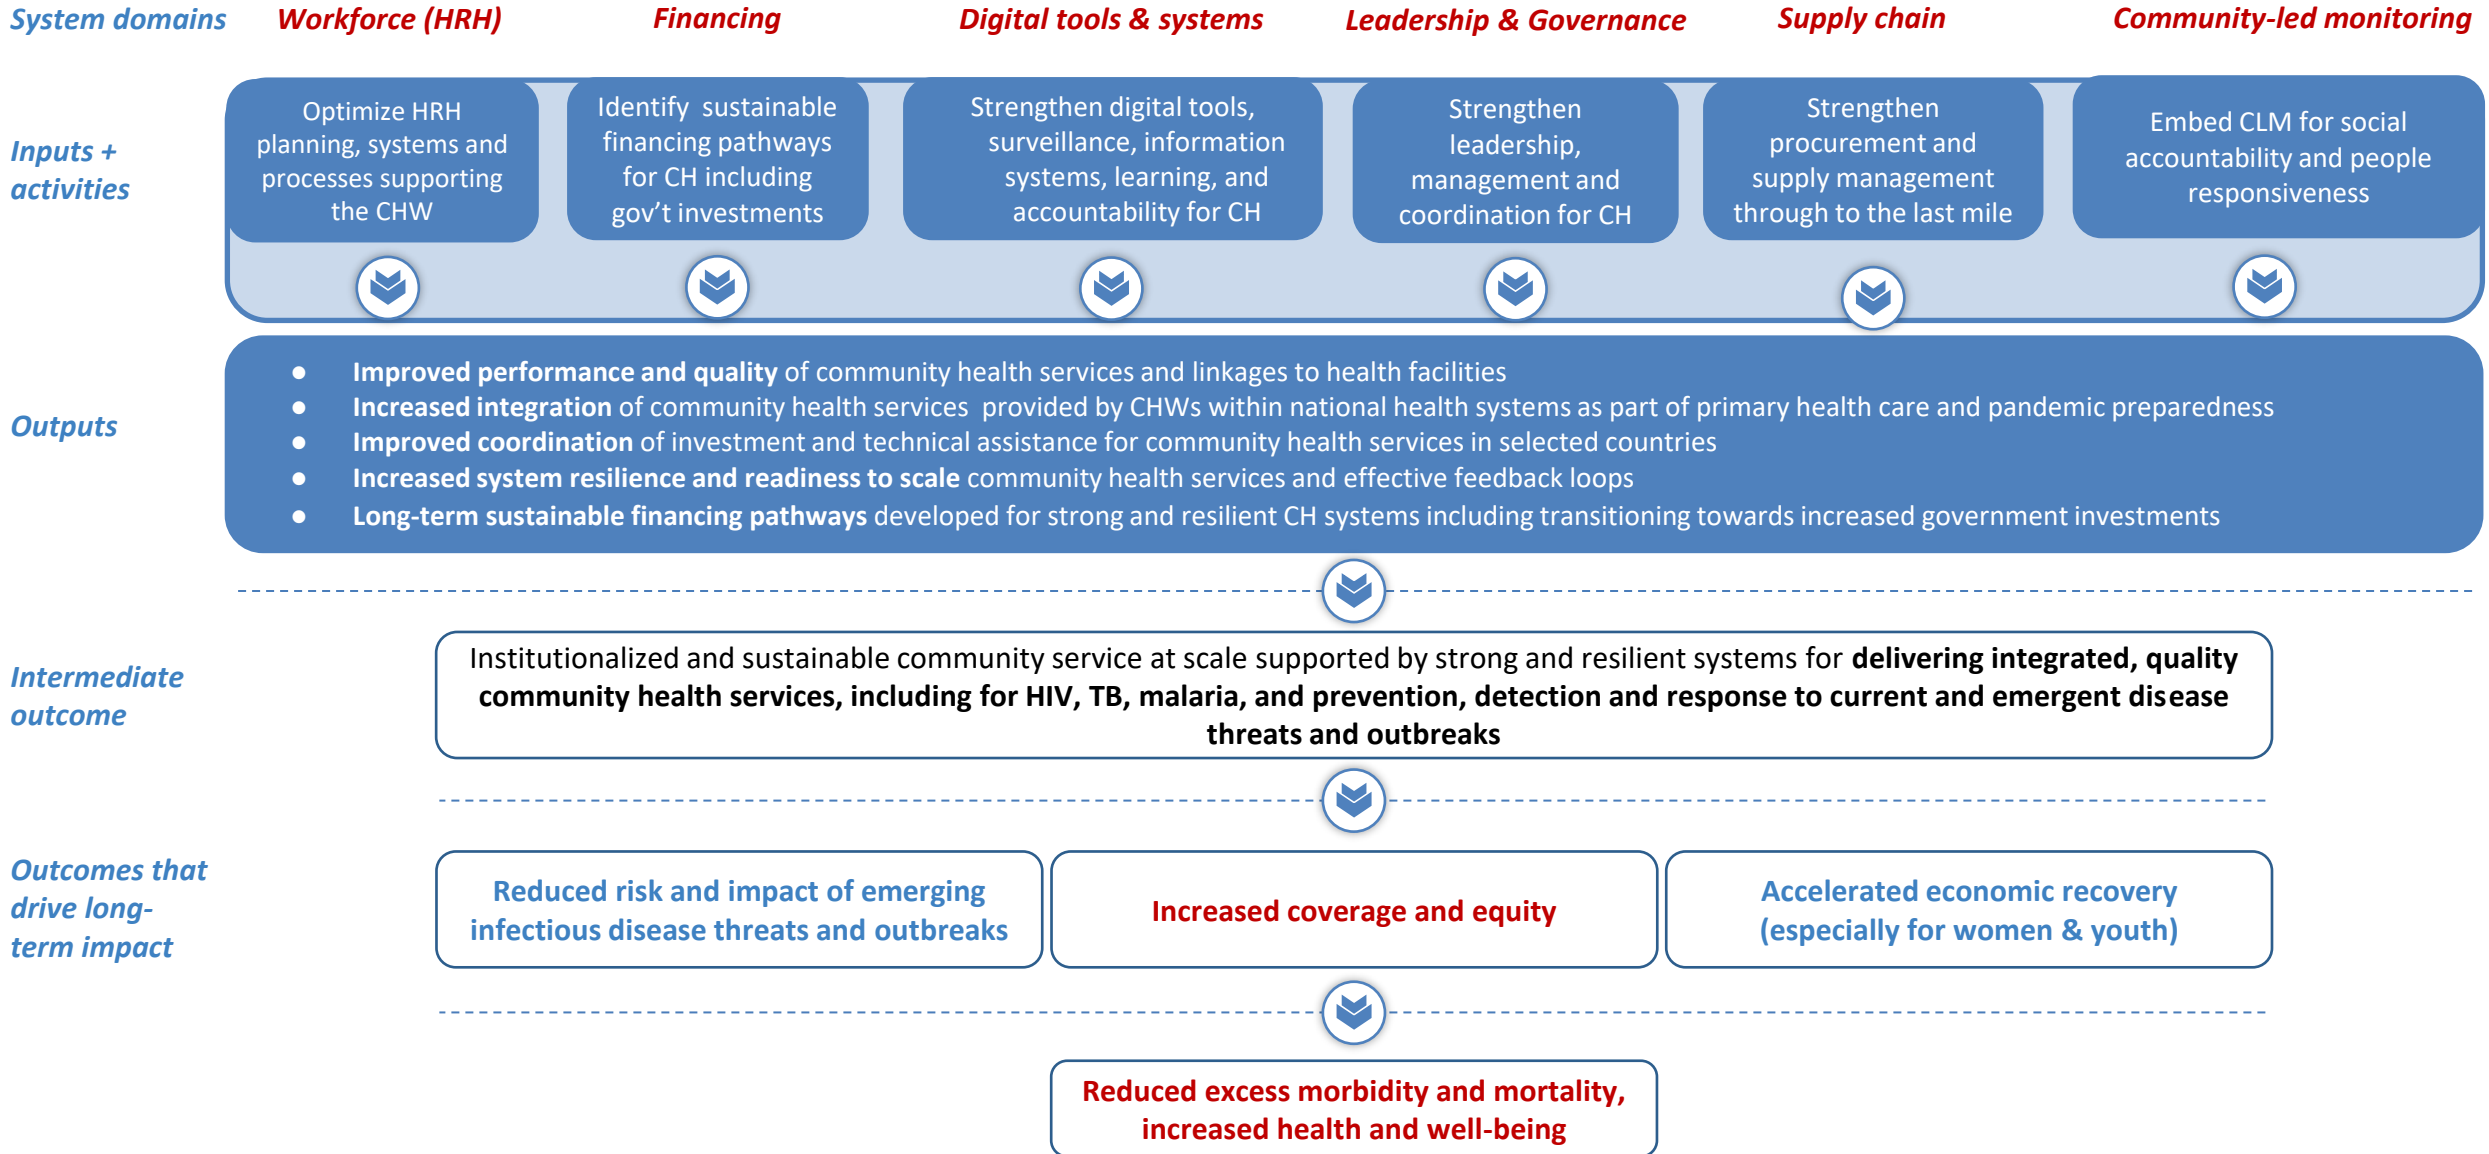 System domains
Workforce (HRH)
Financing
Digital tools & systems
Leadership & Governance
Supply chain
Community-led monitoring
Inputs +
activities
Optimize HRH
planning, systems and
processes supporting
the CHW
Identify sustainable
financing pathways
for CH including
gov’t investments
Strengthen digital tools,
surveillance, information
systems, learning, and
accountability for CH
Strengthen
leadership,
management and
coordination for CH
Strengthen
procurement and
supply management
through to the last mile
Embed CLM for social
accountability and people
responsiveness
Outputs
● Improved performance and quality of community health services and linkages to health facilities
● Increased integration of community health services provided by CHWs within national health systems as part of primary health care and pandemic preparedness
● Improved coordination of investment and technical assistance for community health services in selected countries
● Increased system resilience and readiness to scale community health services and effective feedback loops
● Long-term sustainable financing pathways developed for strong and resilient CH systems including transitioning towards increased government investments
Intermediate
outcome
Institutionalized and sustainable community service at scale supported by strong and resilient systems for delivering integrated, quality
community health services, including for HIV, TB, malaria, and prevention, detection and response to current and emergent disease
threats and outbreaks
Outcomes that
drive long-
term impact
Reduced risk and impact of emerging
infectious disease threats and outbreaks
Increased coverage and equity
Accelerated economic recovery
(especially for women & youth)
Reduced excess morbidity and mortality,
increased health and well-being